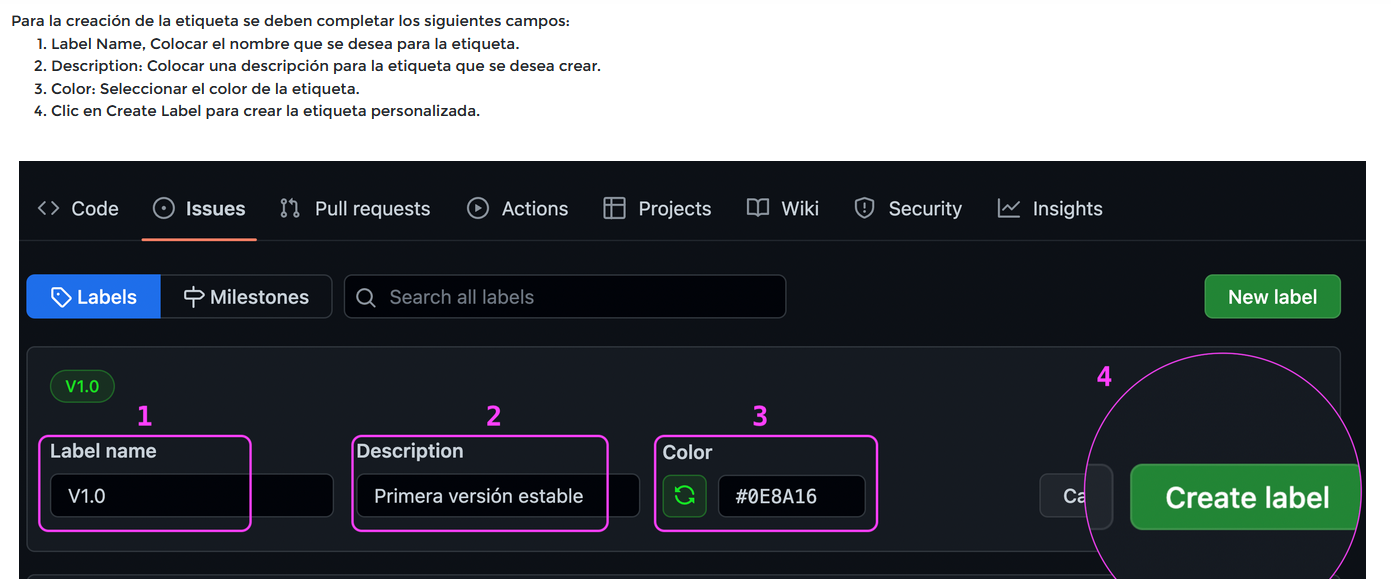 Para la creación de la etiqueta se deben completar los siguientes campos:
1. Label Name, Colocar el nombre que se desea para la etiqueta.
2. Description: Colocar una descripción para la etiqueta que se desea crear.
3. Color: Seleccionar el color de la etiqueta.
4. Clic en Create Label para crear la etiqueta personalizada.
Code Issues Pull requests Actions Projects Wiki Security Insights
Labels Milestones Search all labels New label
V1.0
1 2 3 4
Label name Description Color
V1.0 Primera versión estable #0E8A16 Ca Create label